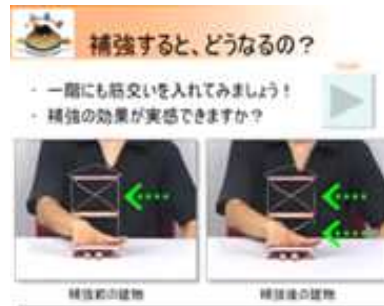 補強すると、どうなるの？
・ 一階にも筋交いを入れてみましょう！
・ 補強の効果が実感できますか？
補強前の建物
補強後の建物